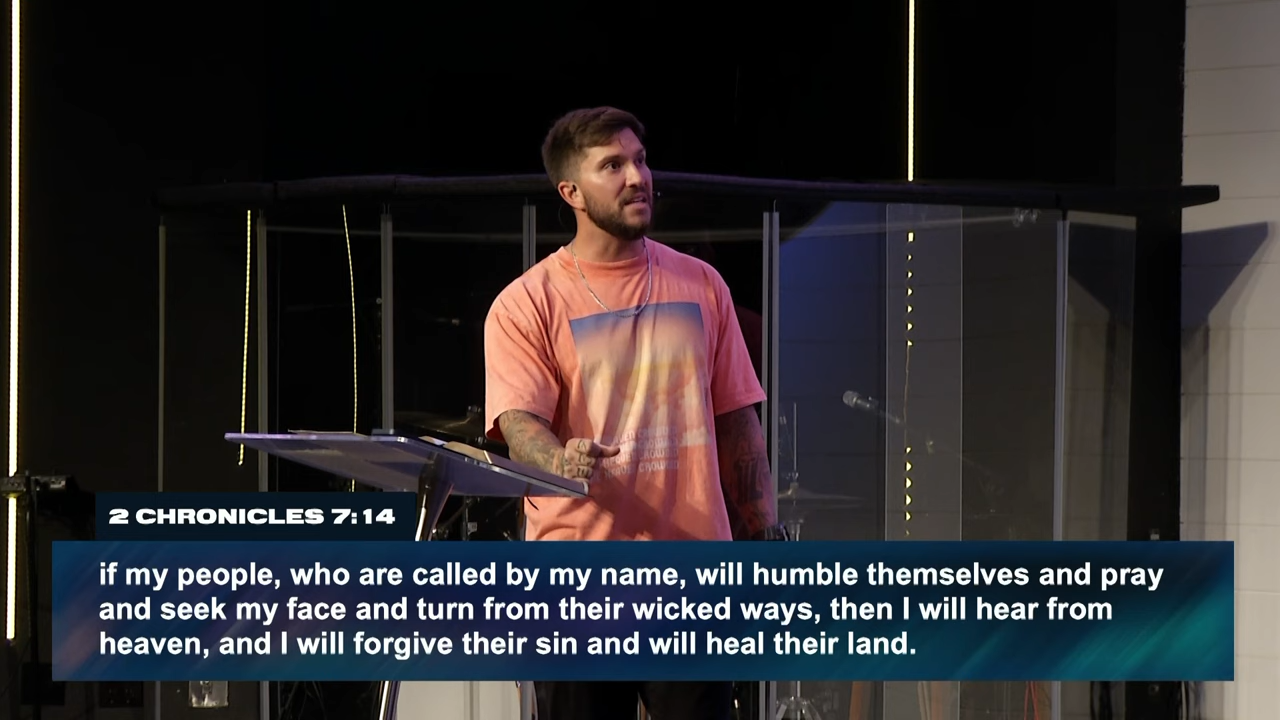 2 CHRONICLES 7:14
if my people, who are called by my name, will humble themselves and pray
and seek my face and turn from their wicked ways, then I will hear from
heaven, and I will forgive their sin and will heal their land.